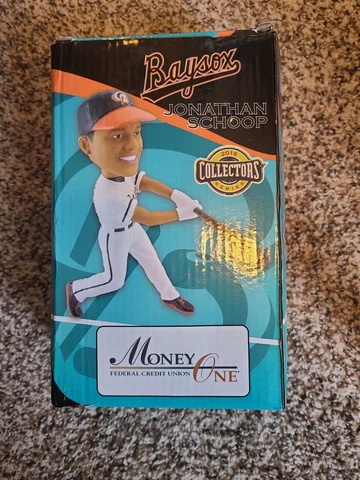 Baysox
JONATHAN
SCHOOP
2018
COLLECTORS
SERIES
MONEY ONE
FEDERAL CREDIT UNION